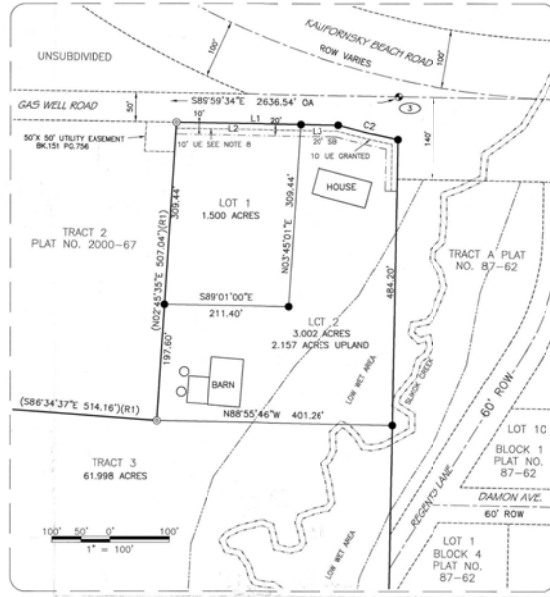 KALIFORNSKY BEACH ROAD
ROW VARIES
100'
100'
UNSUBDIVIDED
S89°59'34"E 2636.54' OA
GAS WELL ROAD
50'
3
10'
L1
L2
20'
L3
C2
140'
50'X 50' UTILITY EASEMENT
BK.151 PG.756
10' UE SEE NOTE 8
20' SB
10 UE GRANTED
HOUSE
LOT 1
1.500 ACRES
309.44'
309.44'
N03°45'01"E
TRACT 2
PLAT NO. 2000-67
(N02°45'35"E 507.04')(R1)
TRACT A PLAT
NO. 87-62
484.20'
S89°01'00"E
211.40'
LOT 2
3.002 ACRES
2.157 ACRES UPLAND
197.60'
BARN
LOW WET AREA
SLIKOK CREEK
60' ROW
(S86°34'37"E 514.16')(R1)
N88°55'46"W 401.26'
LOT 1C
BLOCK 1
PLAT NO.
87-62
TRACT 3
61.998 ACRES
REGENTS LANE
DAMON AVE.
60' ROW
100' 50' 0' 100'
1" = 100'
LOW WET AREA
LOT 1
BLOCK 4
PLAT NO.
87-62